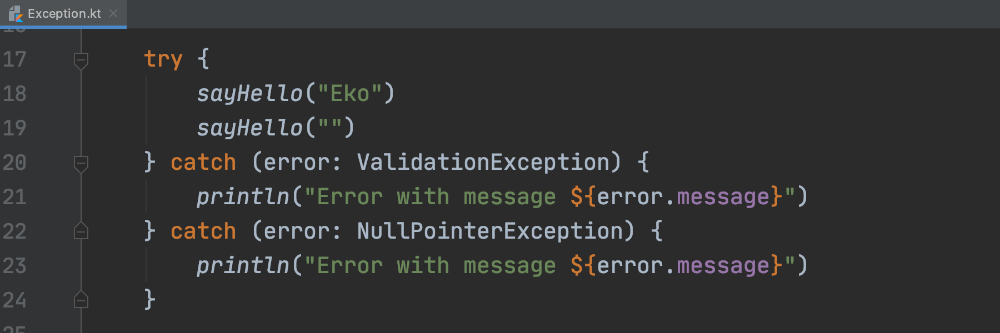 Exception.kt
17 try {
18 sayHello("Eko")
19 sayHello("")
20 } catch (error: ValidationException) {
21 println("Error with message ${error.message}")
22 } catch (error: NullPointerException) {
23 println("Error with message ${error.message}")
24 }